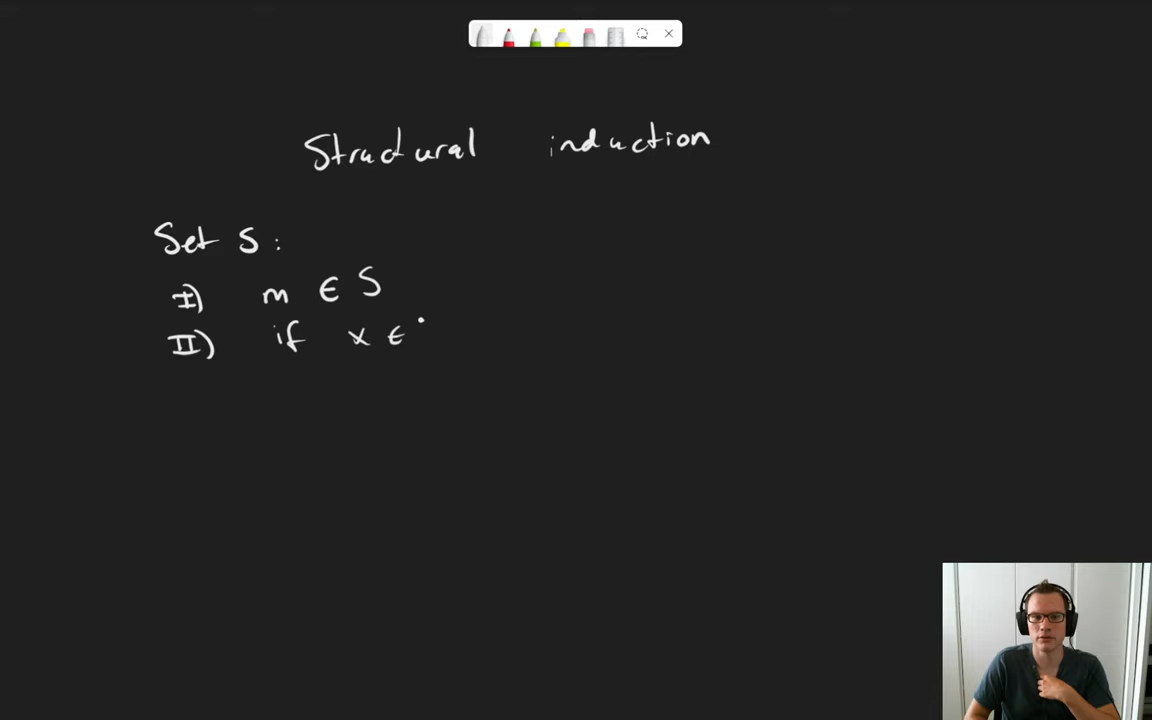 Structural induction
Set S:
I) m ∈ S
II) if x ∈